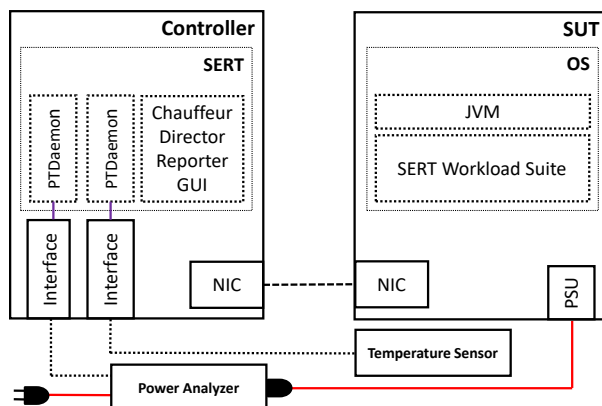 Controller
SERT
PTDaemon
PTDaemon
Chauffeur
Director
Reporter
GUI
Interface
Interface
NIC
SUT
OS
JVM
SERT Workload Suite
NIC
PSU
Temperature Sensor
Power Analyzer